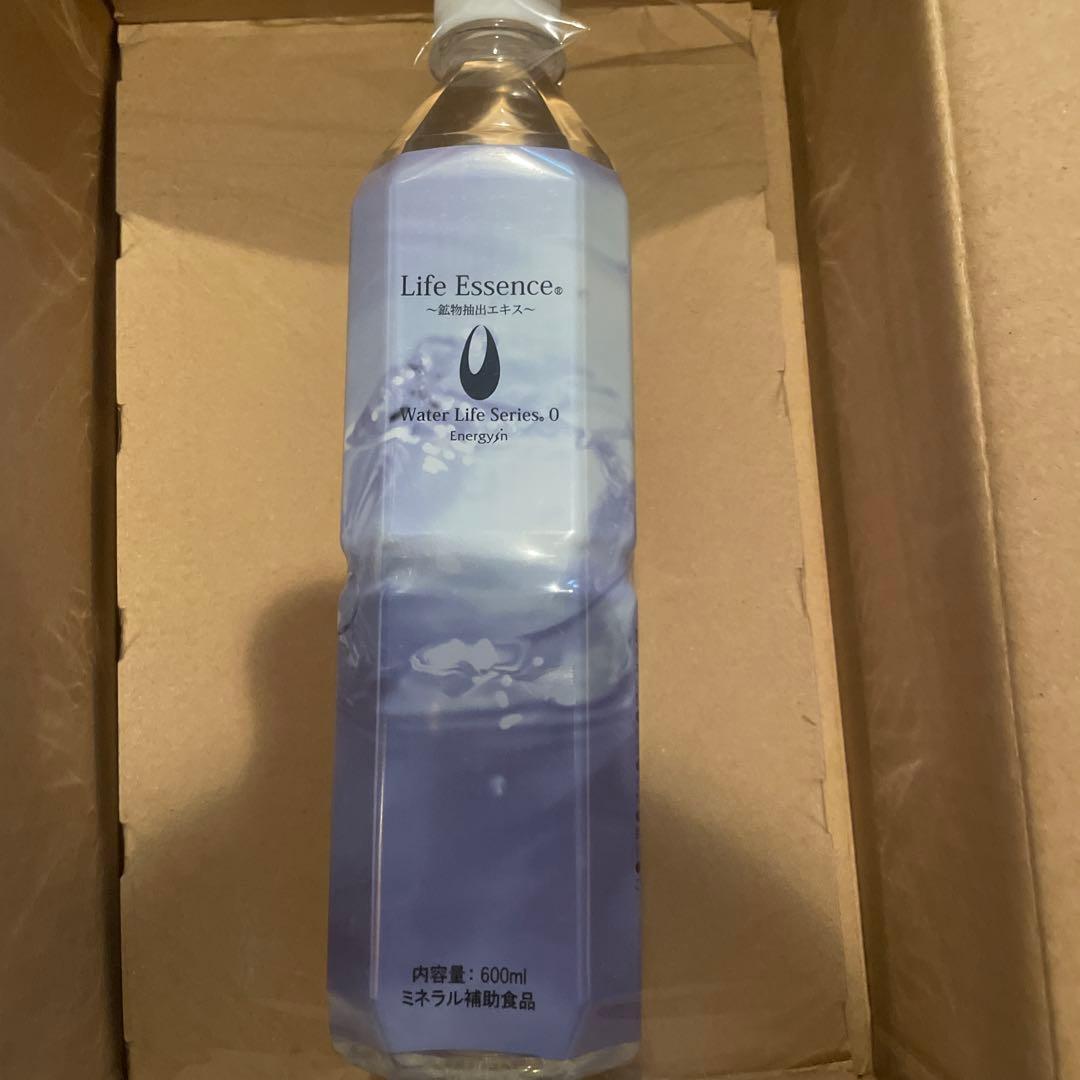 Life Essence®
～鉱物抽出エキス～
Water Life Series® 0
Energysin
内容量：600ml
ミネラル補助食品